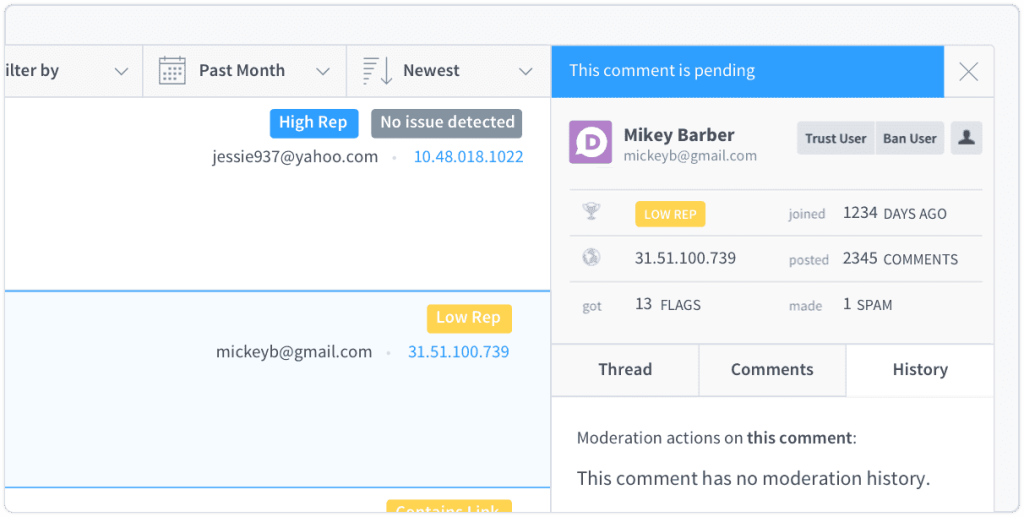 ilter by
Past Month
Newest
High Rep
No issue detected
jessie937@yahoo.com • 10.48.018.1022
Low Rep
mickeyb@gmail.com • 31.51.100.739
Contains Link
This comment is pending
Mikey Barber
mickeyb@gmail.com
Trust User
Ban User
LOW REP
joined 1234 DAYS AGO
31.51.100.739
posted 2345 COMMENTS
got 13 FLAGS
made 1 SPAM
Thread
Comments
History
Moderation actions on this comment:
This comment has no moderation history.